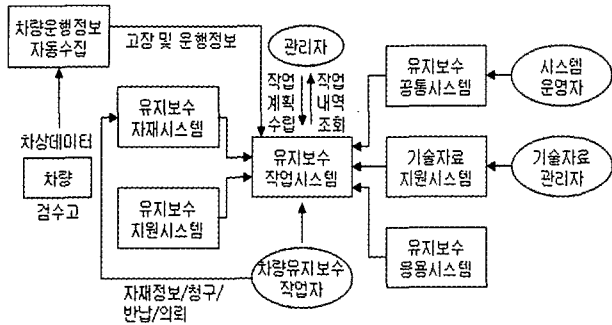 차량운행정보
자동수집
고장 및 운행정보
관리자
작업
계획
수립
작업
내역
조회
유지보수
공통시스템
시스템
운영자
유지보수
자재시스템
차상데이터
차량
검수고
유지보수
작업시스템
기술자료
지원시스템
기술자료
관리자
유지보수
지원시스템
차량유지보수
작업자
유지보수
응용시스템
자재정보/청구/
반납/의뢰